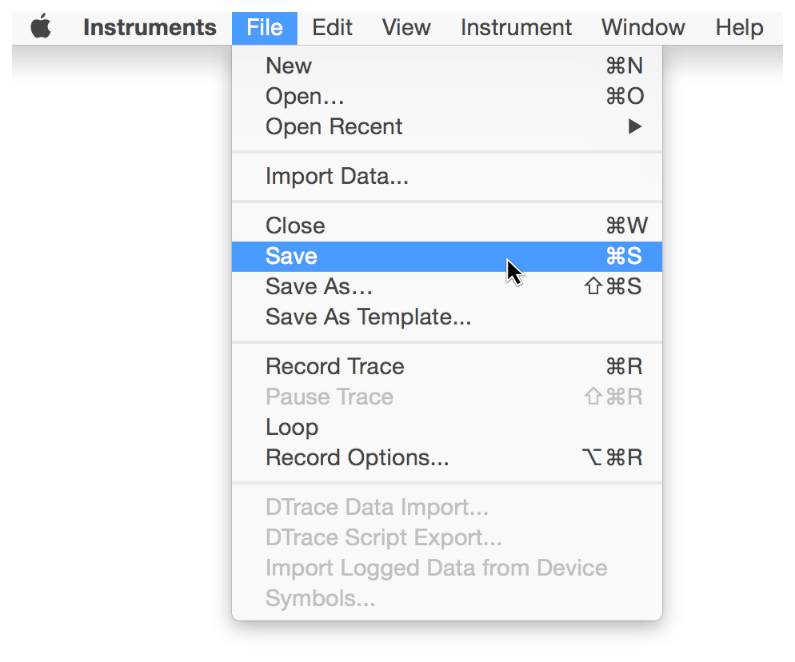 Instruments File Edit View Instrument Window Help
New ⌘N
Open... ⌘O
Open Recent ▶
Import Data...
Close ⌘W
Save ⌘S
Save As... ⇧⌘S
Save As Template...
Record Trace ⌘R
Pause Trace ⇧⌘R
Loop
Record Options... ⌥⌘R
DTrace Data Import...
DTrace Script Export...
Import Logged Data from Device
Symbols...